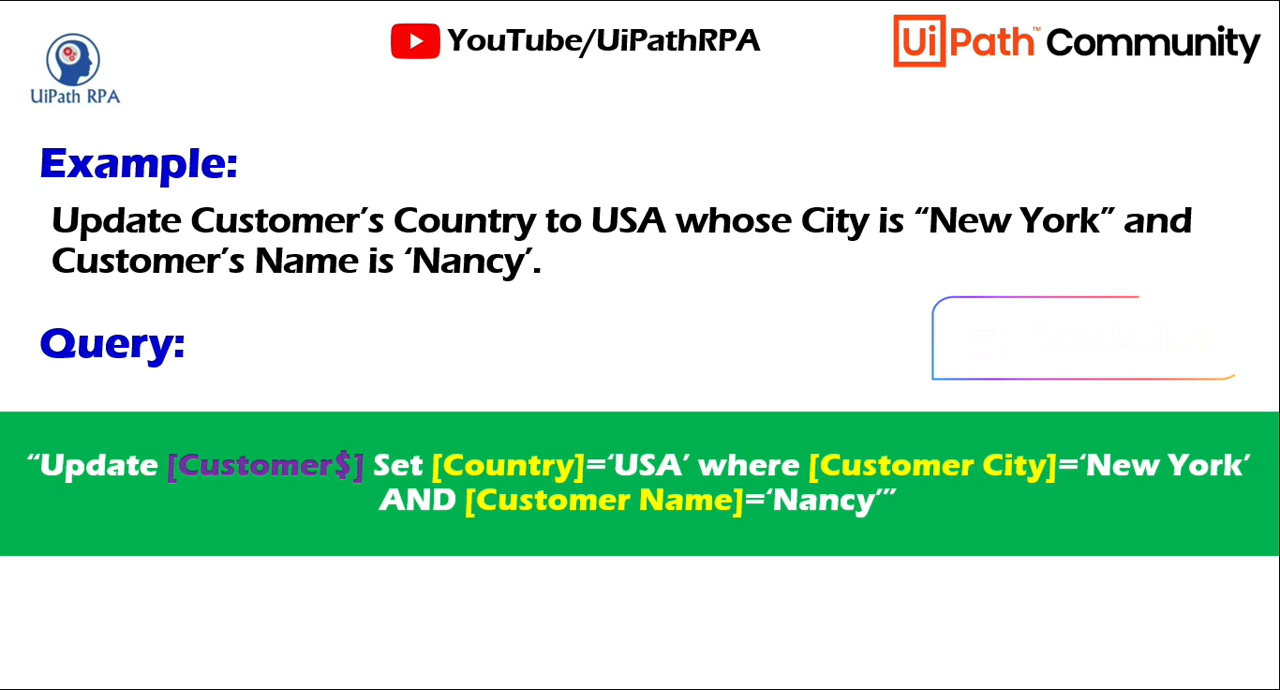 YouTube/UiPathRPA
UiPath™ Community
UiPath RPA
Example:
Update Customer’s Country to USA whose City is “New York” and
Customer’s Name is ‘Nancy’.
Query:
“Update [Customer$] Set [Country]=‘USA’ where [Customer City]=‘New York’
AND [Customer Name]=‘Nancy’”